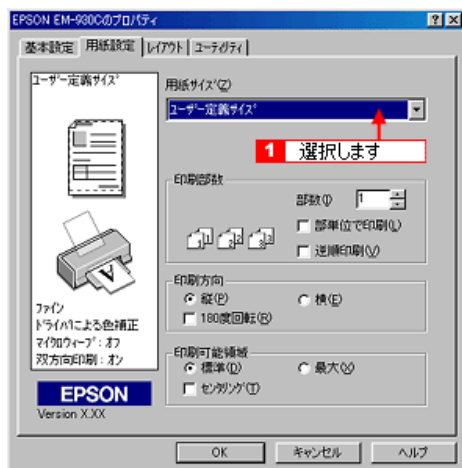 EPSON EM-930Cのプロパティ
基本設定 用紙設定 レイアウト ユーティリティ
ユーザー定義サイズ
用紙サイズ(Z)
ユーザー定義サイズ
1 選択します
印刷部数
部数(I) 1
部単位で印刷(L)
逆順印刷(V)
印刷方向
縦(P) 横(E)
180度回転(R)
ファイン
ドライバによる色補正
マイクロウィーブ:オフ
双方向印刷:オン
印刷可能領域
標準(D) 最大(X)
センタリング(T)
EPSON
Version X.XX
OK キャンセル ヘルプ